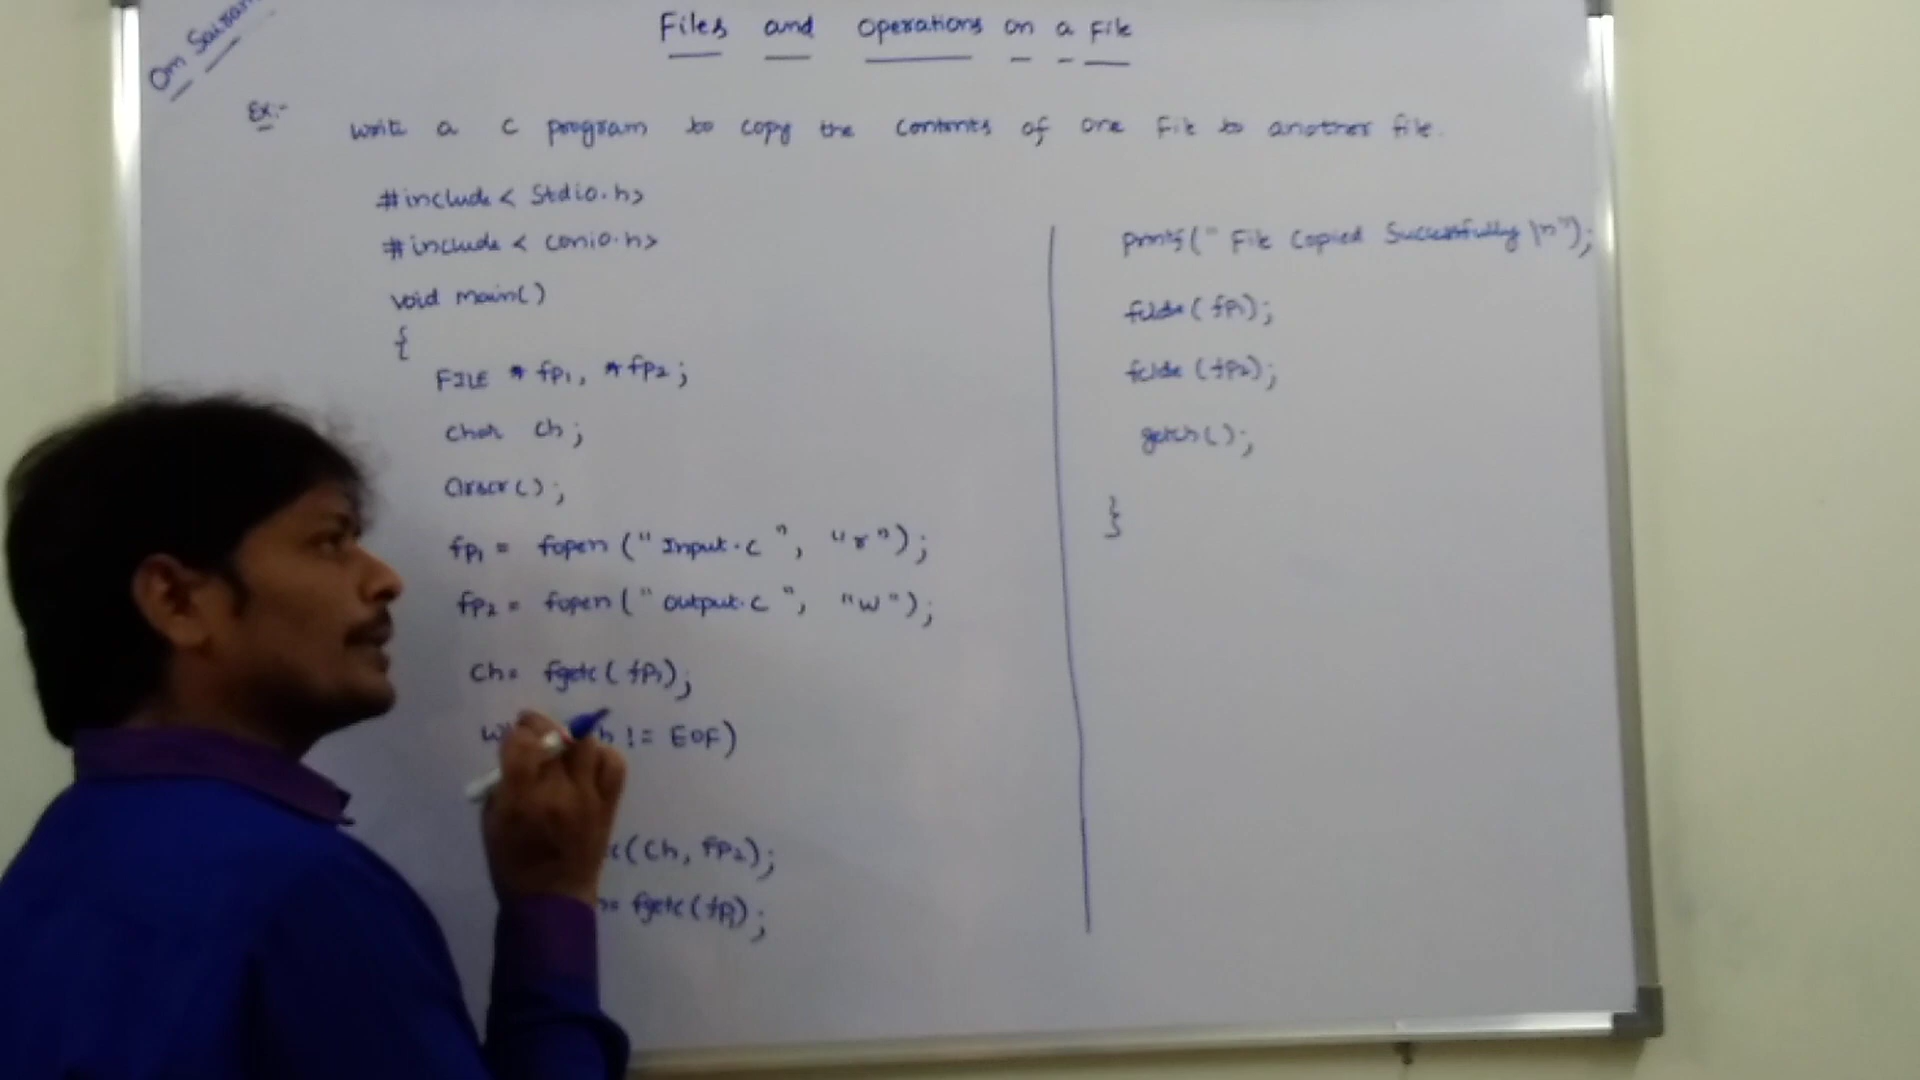 Om Sairam
Files and operations on a File
Ex:-
Write a C program to copy the contents of one file to another file.
#include < Stdio.h>
#include < conio.h>
void main()
{
FILE * fp1, * fp2;
char ch;
clrscr();
fp1 = fopen ("Input.c", "r");
fp2 = fopen ("output.c", "w");
ch= fgetc(fp1);
!= EOF)
(ch, fp2);
= fgetc(fp1);
printf(" File Copied Successfully \n");
fclose(fp1);
fclose (fp2);
getch();
}